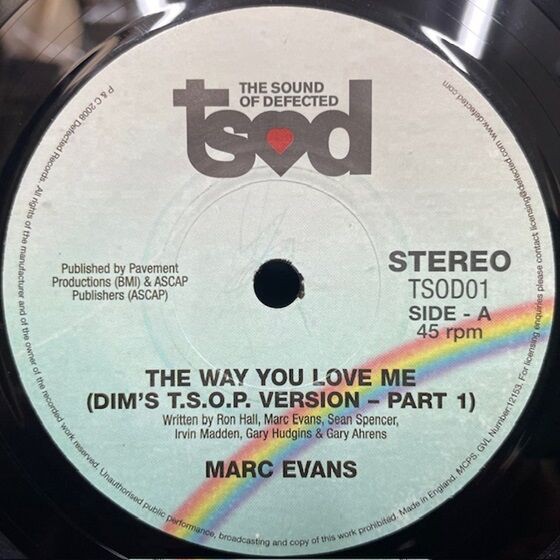 THE SOUND
OF DEFECTED
tsod
Published by Pavement
Productions (BMI) & ASCAP
Publishers (ASCAP)
STEREO
TSOD01
SIDE - A
45 rpm
THE WAY YOU LOVE ME
(DIM'S T.S.O.P. VERSION – PART 1)
Written by Ron Hall, Marc Evans, Sean Spencer,
Irvin Madden, Gary Hudgins & Gary Ahrens
MARC EVANS
P & C 2008 Defected Records. All rights of the manufacturer and of the owner of the recorded work reserved. Unauthorised public performance, broadcasting and copy of this work prohibited. Made in England. MCPS. GVL Number:12153. For licensing enquiries please contact licensing@defected.com www.defected.com